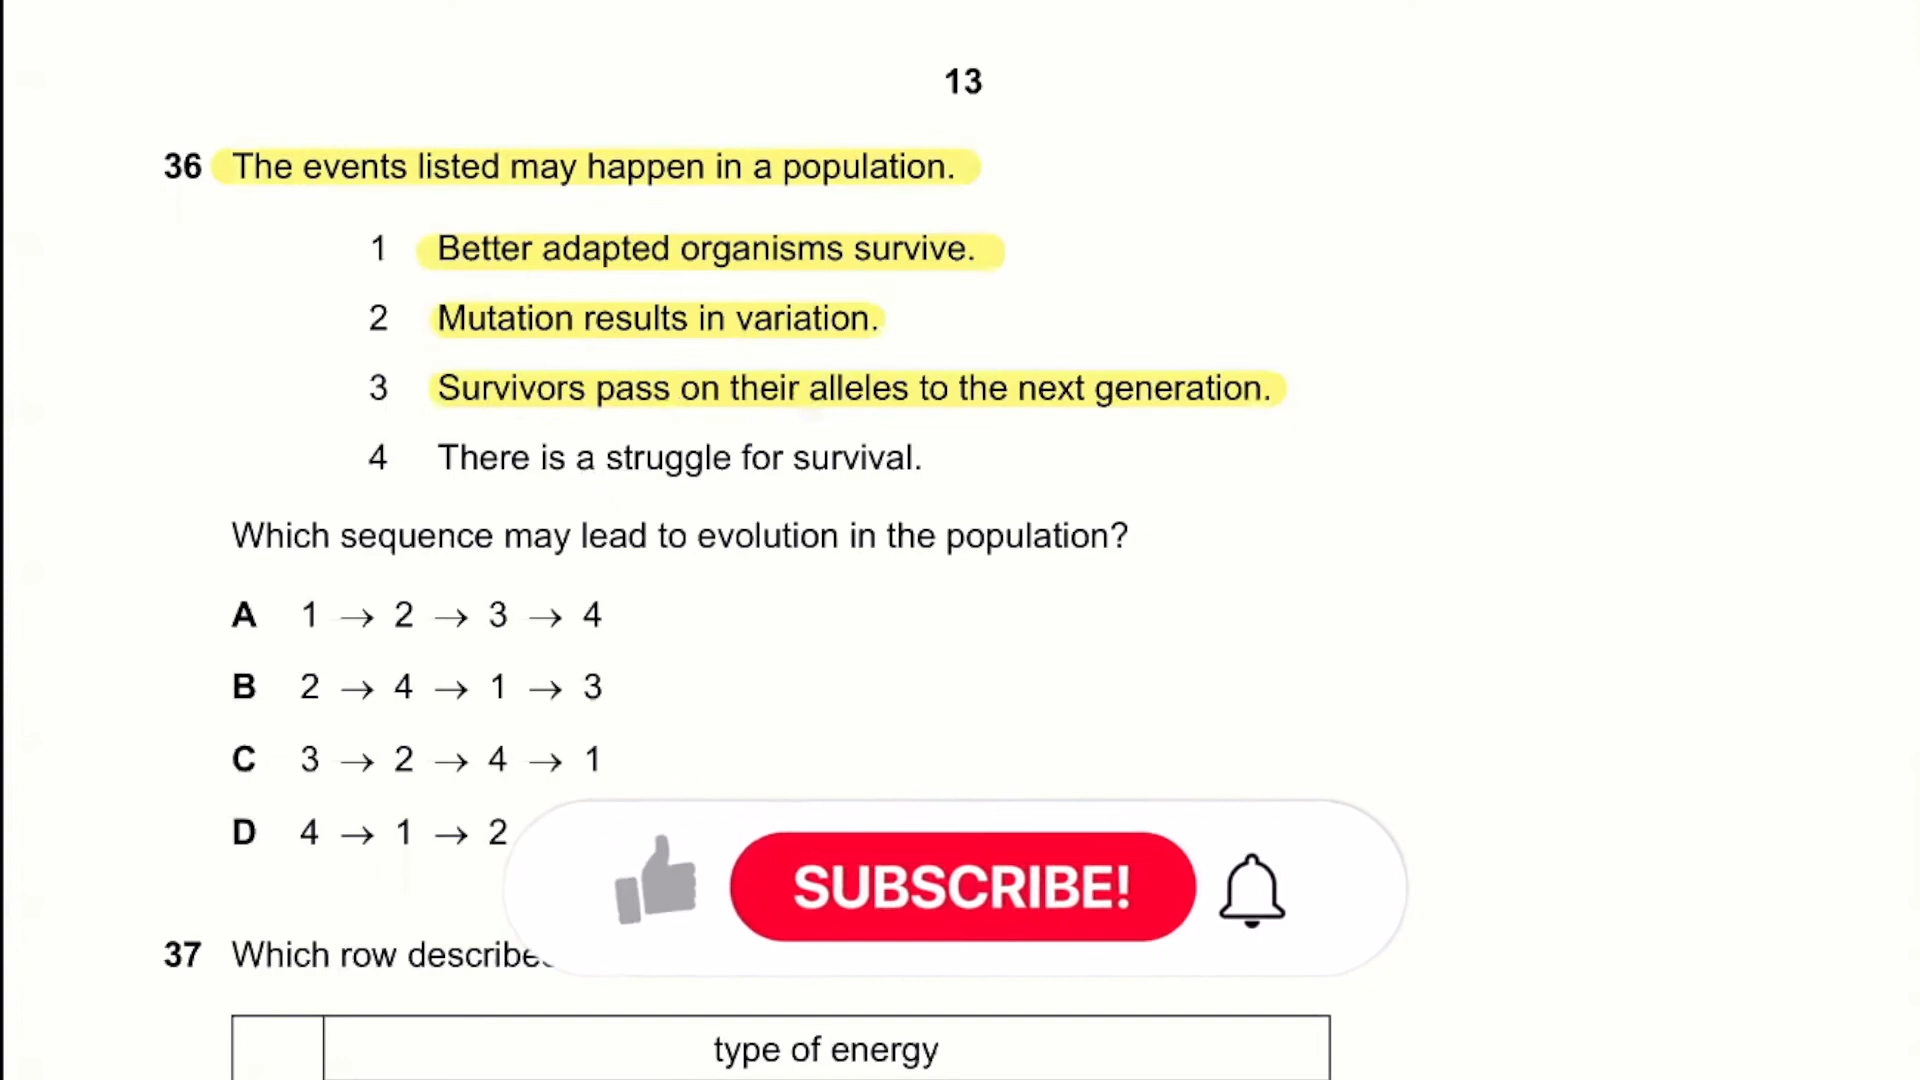 13
36 The events listed may happen in a population.
1 Better adapted organisms survive.
2 Mutation results in variation.
3 Survivors pass on their alleles to the next generation.
4 There is a struggle for survival.
Which sequence may lead to evolution in the population?
A 1 → 2 → 3 → 4
B 2 → 4 → 1 → 3
C 3 → 2 → 4 → 1
D 4 → 1 → 2
SUBSCRIBE!
37 Which row
type of energy